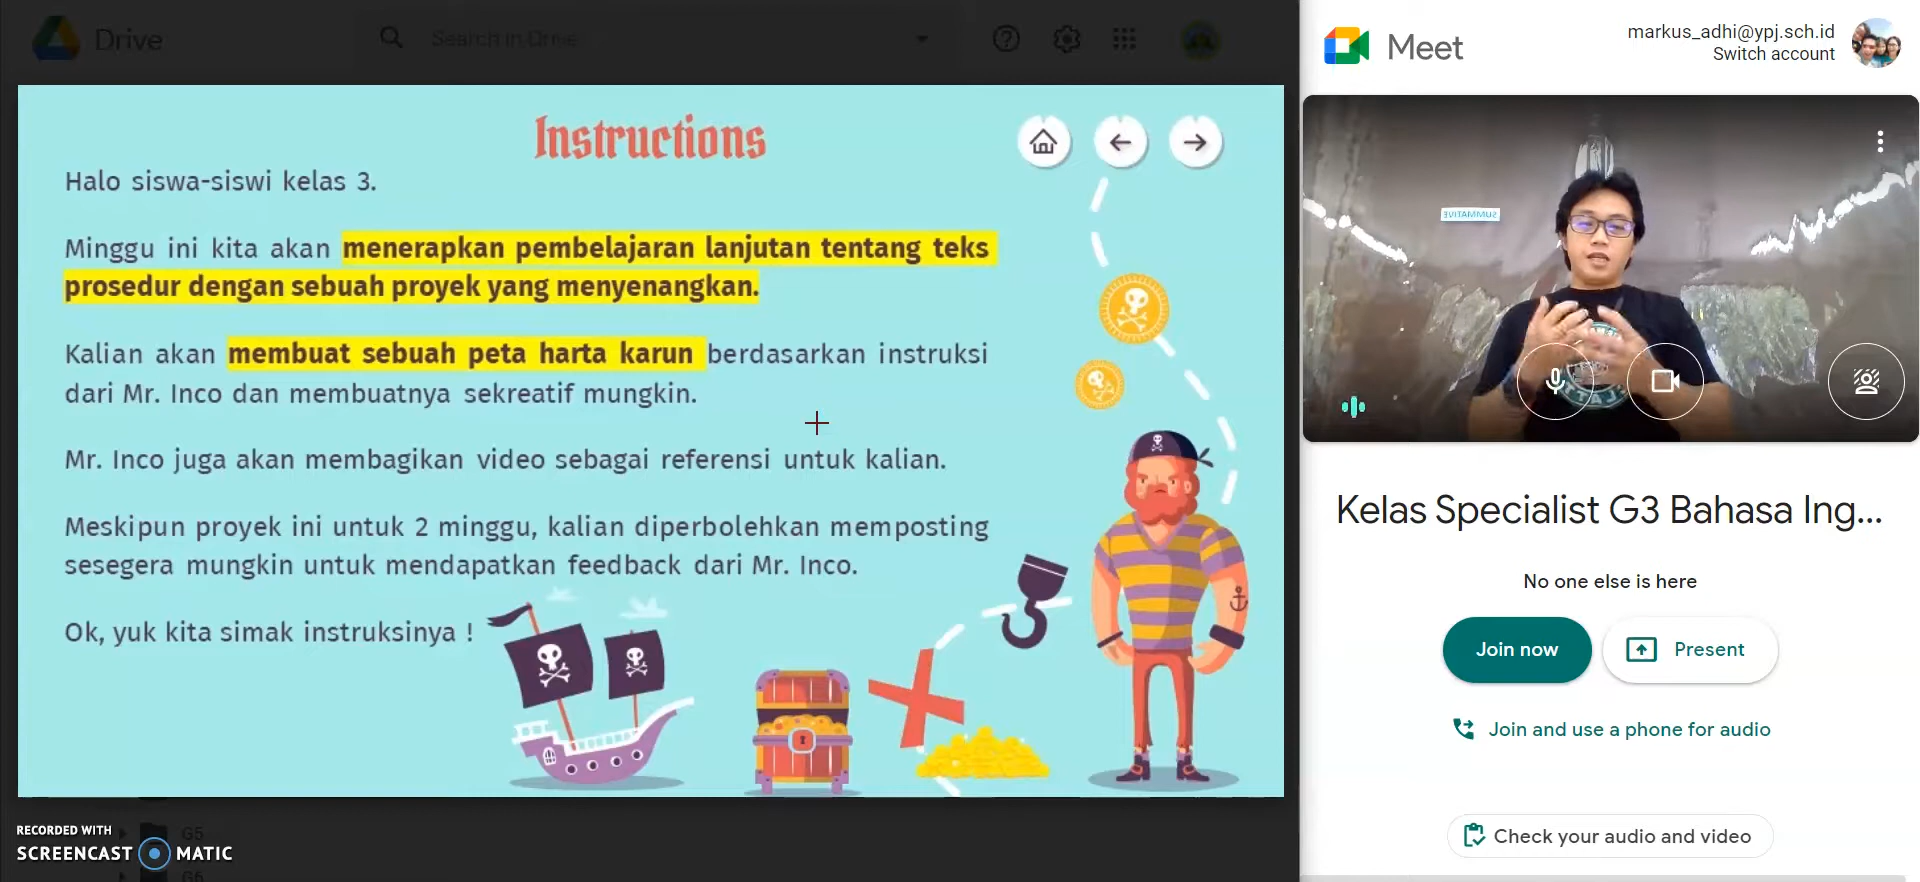 Drive
Search in Drive
Instructions
Halo siswa-siswi kelas 3.
Minggu ini kita akan menerapkan pembelajaran lanjutan tentang teks
prosedur dengan sebuah proyek yang menyenangkan.
Kalian akan membuat sebuah peta harta karun berdasarkan instruksi
dari Mr. Inco dan membuatnya sekreatif mungkin.
Mr. Inco juga akan membagikan video sebagai referensi untuk kalian.
Meskipun proyek ini untuk 2 minggu, kalian diperbolehkan memposting
sesegera mungkin untuk mendapatkan feedback dari Mr. Inco.
Ok, yuk kita simak instruksinya !
G5
G6
RECORDED WITH
SCREENCAST MATIC
Meet
markus_adhi@ypj.sch.id
Switch account
SUMMATIVE
Kelas Specialist G3 Bahasa Ing...
No one else is here
Join now
Present
Join and use a phone for audio
Check your audio and video